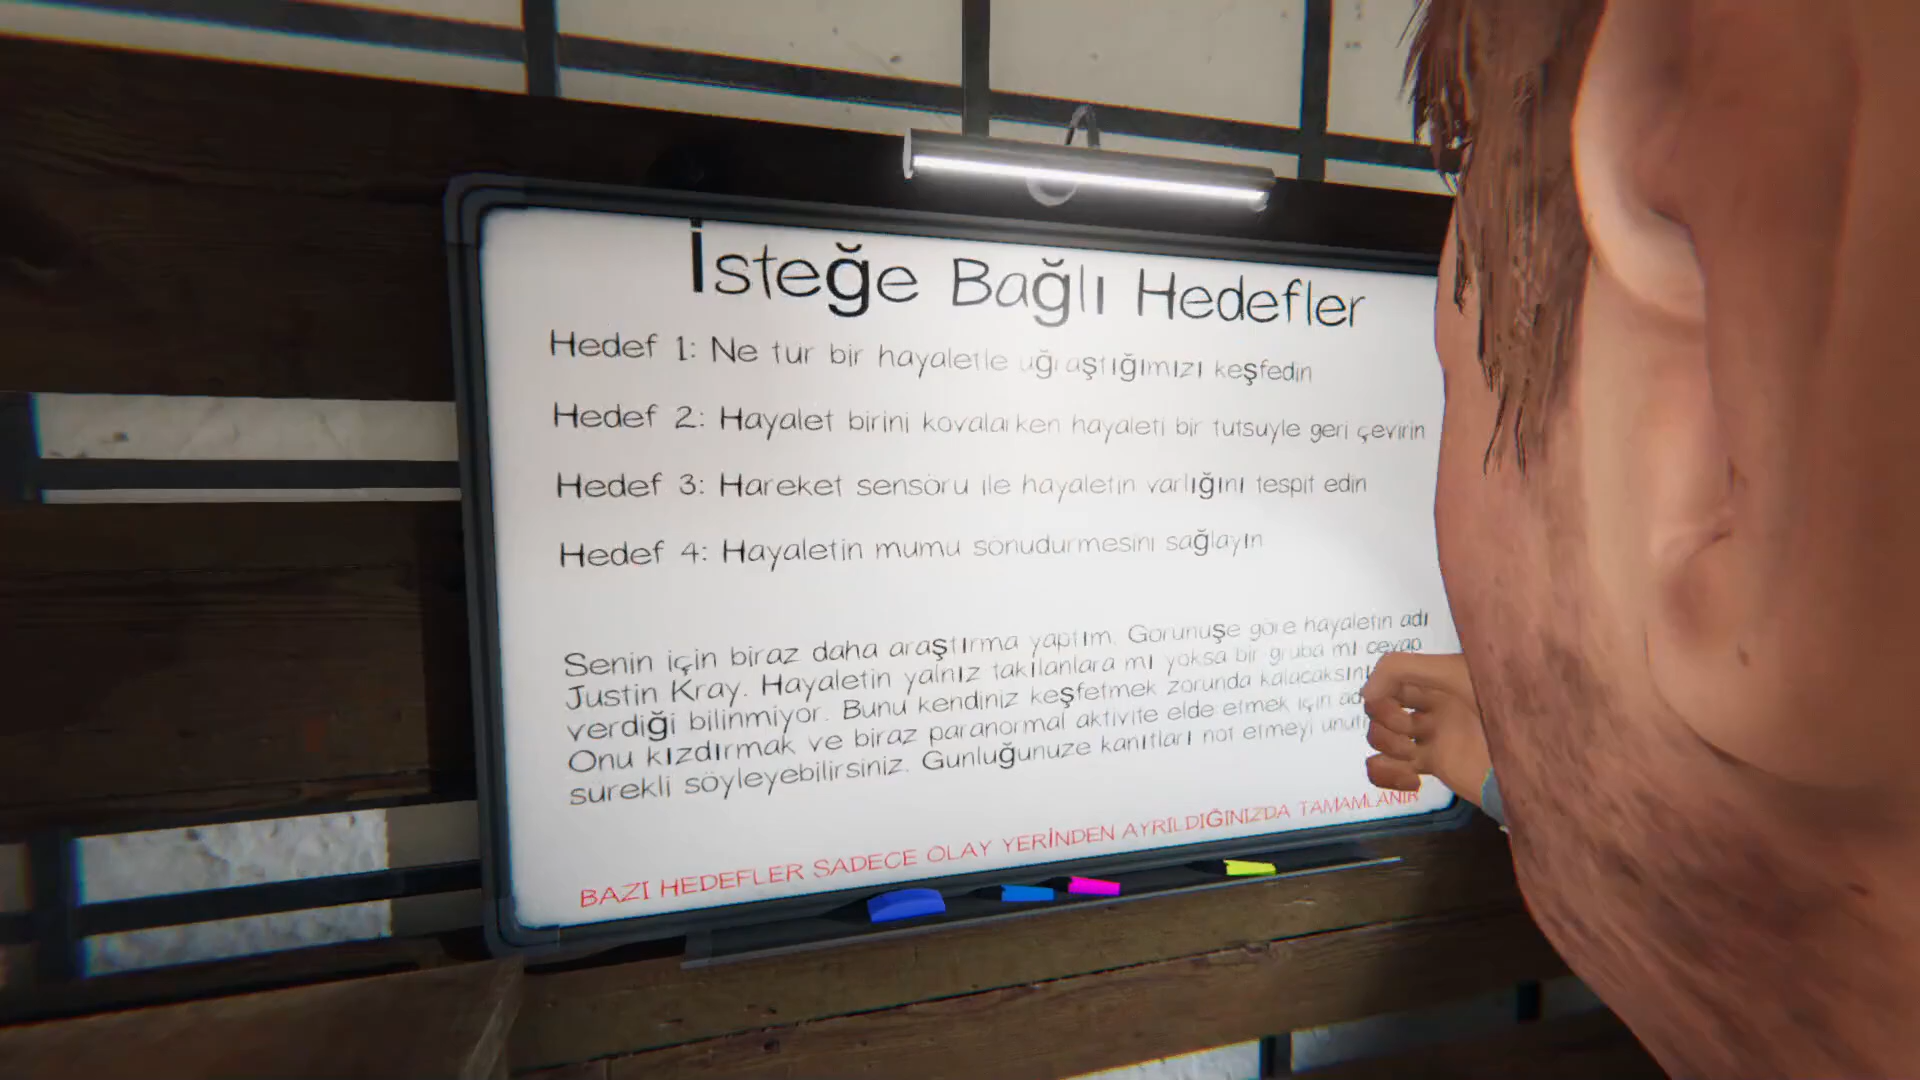 İsteğe Bağlı Hedefler
Hedef 1: Ne tür bir hayaletle uğraştığımızı keşfedin
Hedef 2: Hayalet birini kovalarken hayaleti bir tütsüyle geri çevirin
Hedef 3: Hareket sensörü ile hayaletin varlığını tespit edin
Hedef 4: Hayaletin mumu sönüdürmesini sağlayın
Senin için biraz daha araştırma yaptım. Görünüşe göre hayaletin adı
Justin Kray. Hayaletin yalnız takılanlara mı yoksa bir gruba mı cevap
verdiği bilinmiyor. Bunu kendiniz keşfetmek zorunda
Onu kızdırmak ve biraz paranormal aktivite elde etmek için
sürekli söyleyebilirsiniz. Günlüğünüze kanıtları not etmeyi
BAZI HEDEFLER SADECE OLAY YERİNDEN AYRILDIĞINIZDA TAMAMLANIR